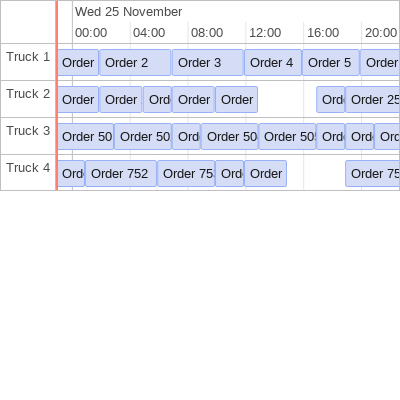 Wed 25 November
00:00 04:00 08:00 12:00 16:00 20:00
Truck 1 Order Order 2 Order 3 Order 4 Order 5 Order
Truck 2 Order Order Ord Order Order Ord Order 25
Truck 3 Order 50 Order 50 Ord Order 50 Order 50 Ord Ord Ord
Truck 4 Ord Order 752 Order 75 Ord Order Order 75